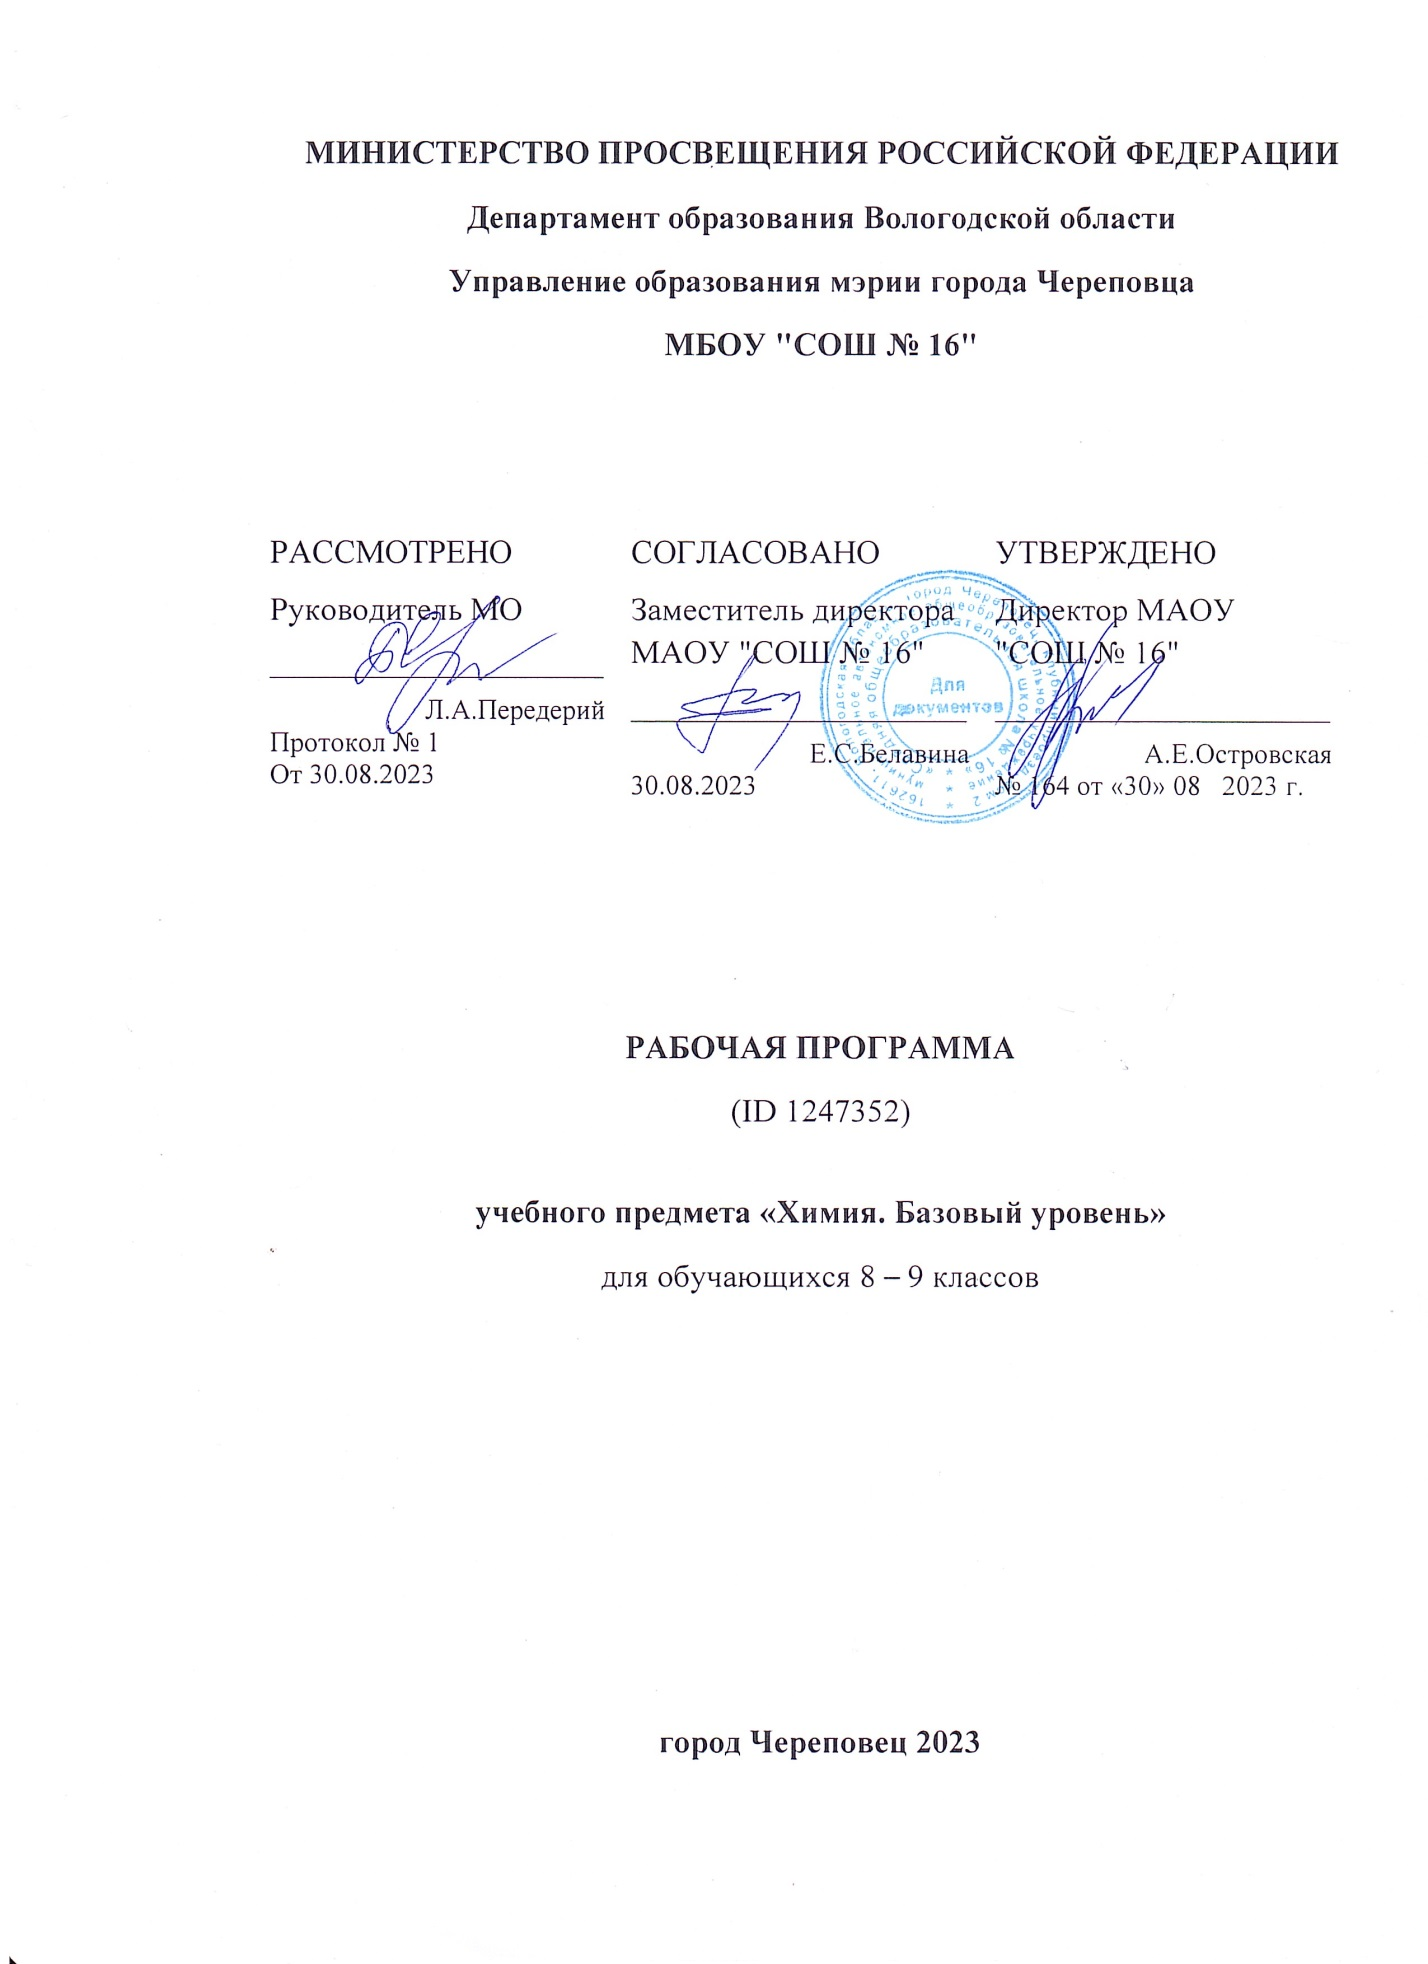 МИНИСТЕРСТВО ПРОСВЕЩЕНИЯ РОССИЙСКОЙ ФЕДЕРАЦИИ
Департамент образования Вологодской области
Управление образования мэрии города Череповца
МБОУ "СОШ № 16"
РАССМОТРЕНО
Руководитель МО
Л.А.Передерий
Протокол № 1
От 30.08.2023
СОГЛАСОВАНО
Заместитель директора
МАОУ "СОШ № 16"
Е.С.Белавина
30.08.2023
УТВЕРЖДЕНО
Директор МАОУ
"СОШ № 16"
А.Е.Островская
№ 164 от «30» 08 2023 г.
Для
документов
РАБОЧАЯ ПРОГРАММА
(ID 1247352)
учебного предмета «Химия. Базовый уровень»
для обучающихся 8 – 9 классов
город Череповец 2023